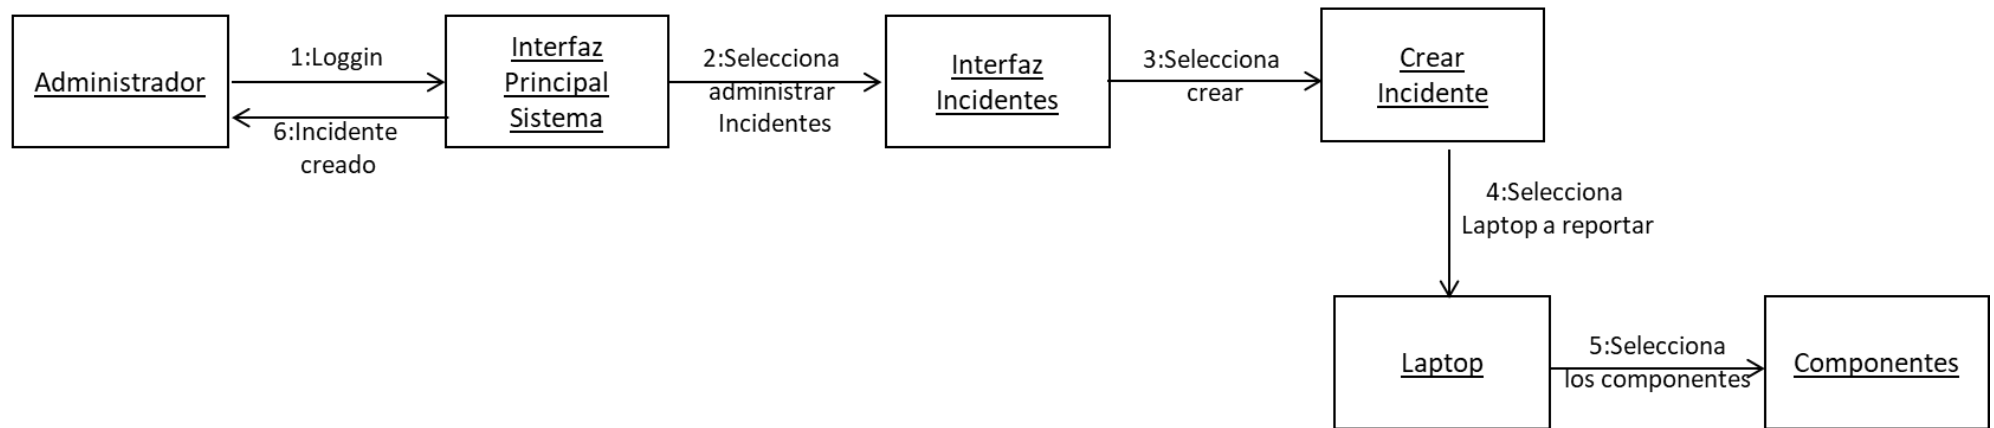 Administrador
1:Loggin
6:Incidente
creado
Interfaz
Principal
Sistema
2:Selecciona
administrar
Incidentes
Interfaz
Incidentes
3:Selecciona
crear
Crear
Incidente
4:Selecciona
Laptop a reportar
Laptop
5:Selecciona
los componentes
Componentes